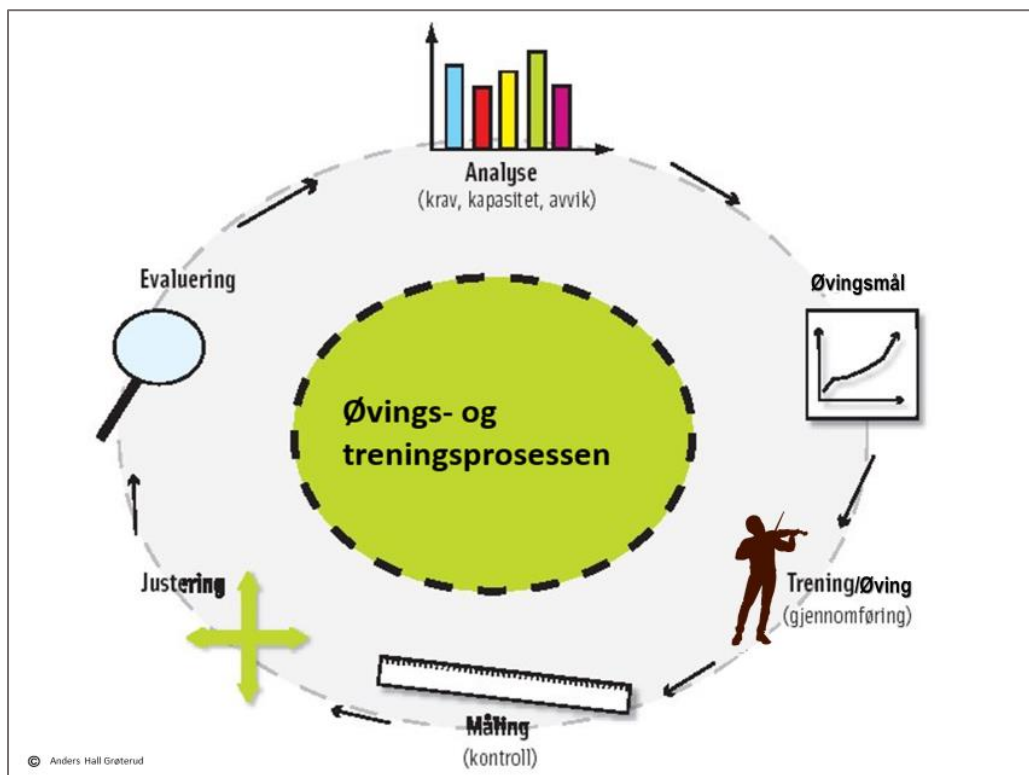 Analyse
(krav, kapasitet, avvik)
Evaluering
Øvingsmål
Øvings- og
treningsprosessen
Justering
Trening/Øving
(gjennomføring)
Måling
(kontroll)
© Anders Hall Grøterud